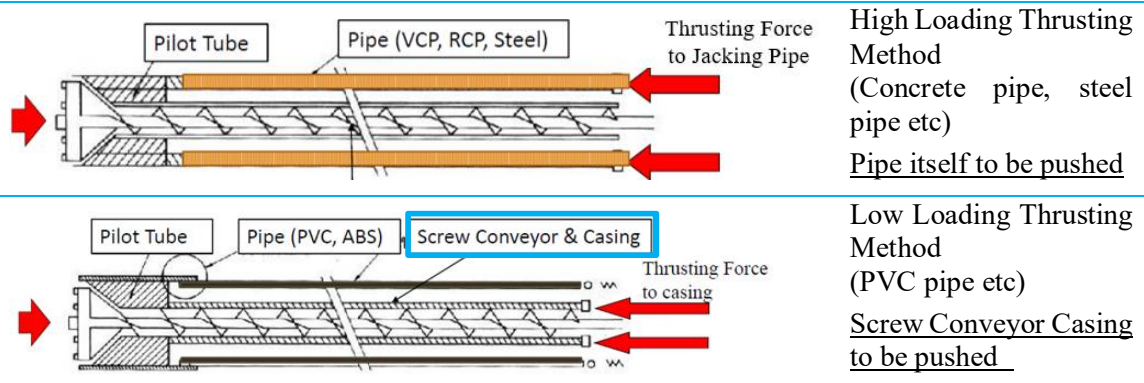 Pilot Tube
Pipe (VCP, RCP, Steel)
Thrusting Force
to Jacking Pipe
High Loading Thrusting
Method
(Concrete pipe, steel
pipe etc)
Pipe itself to be pushed
Pilot Tube
Pipe (PVC, ABS)
Screw Conveyor & Casing
Thrusting Force
to casing
Low Loading Thrusting
Method
(PVC pipe etc)
Screw Conveyor Casing
to be pushed